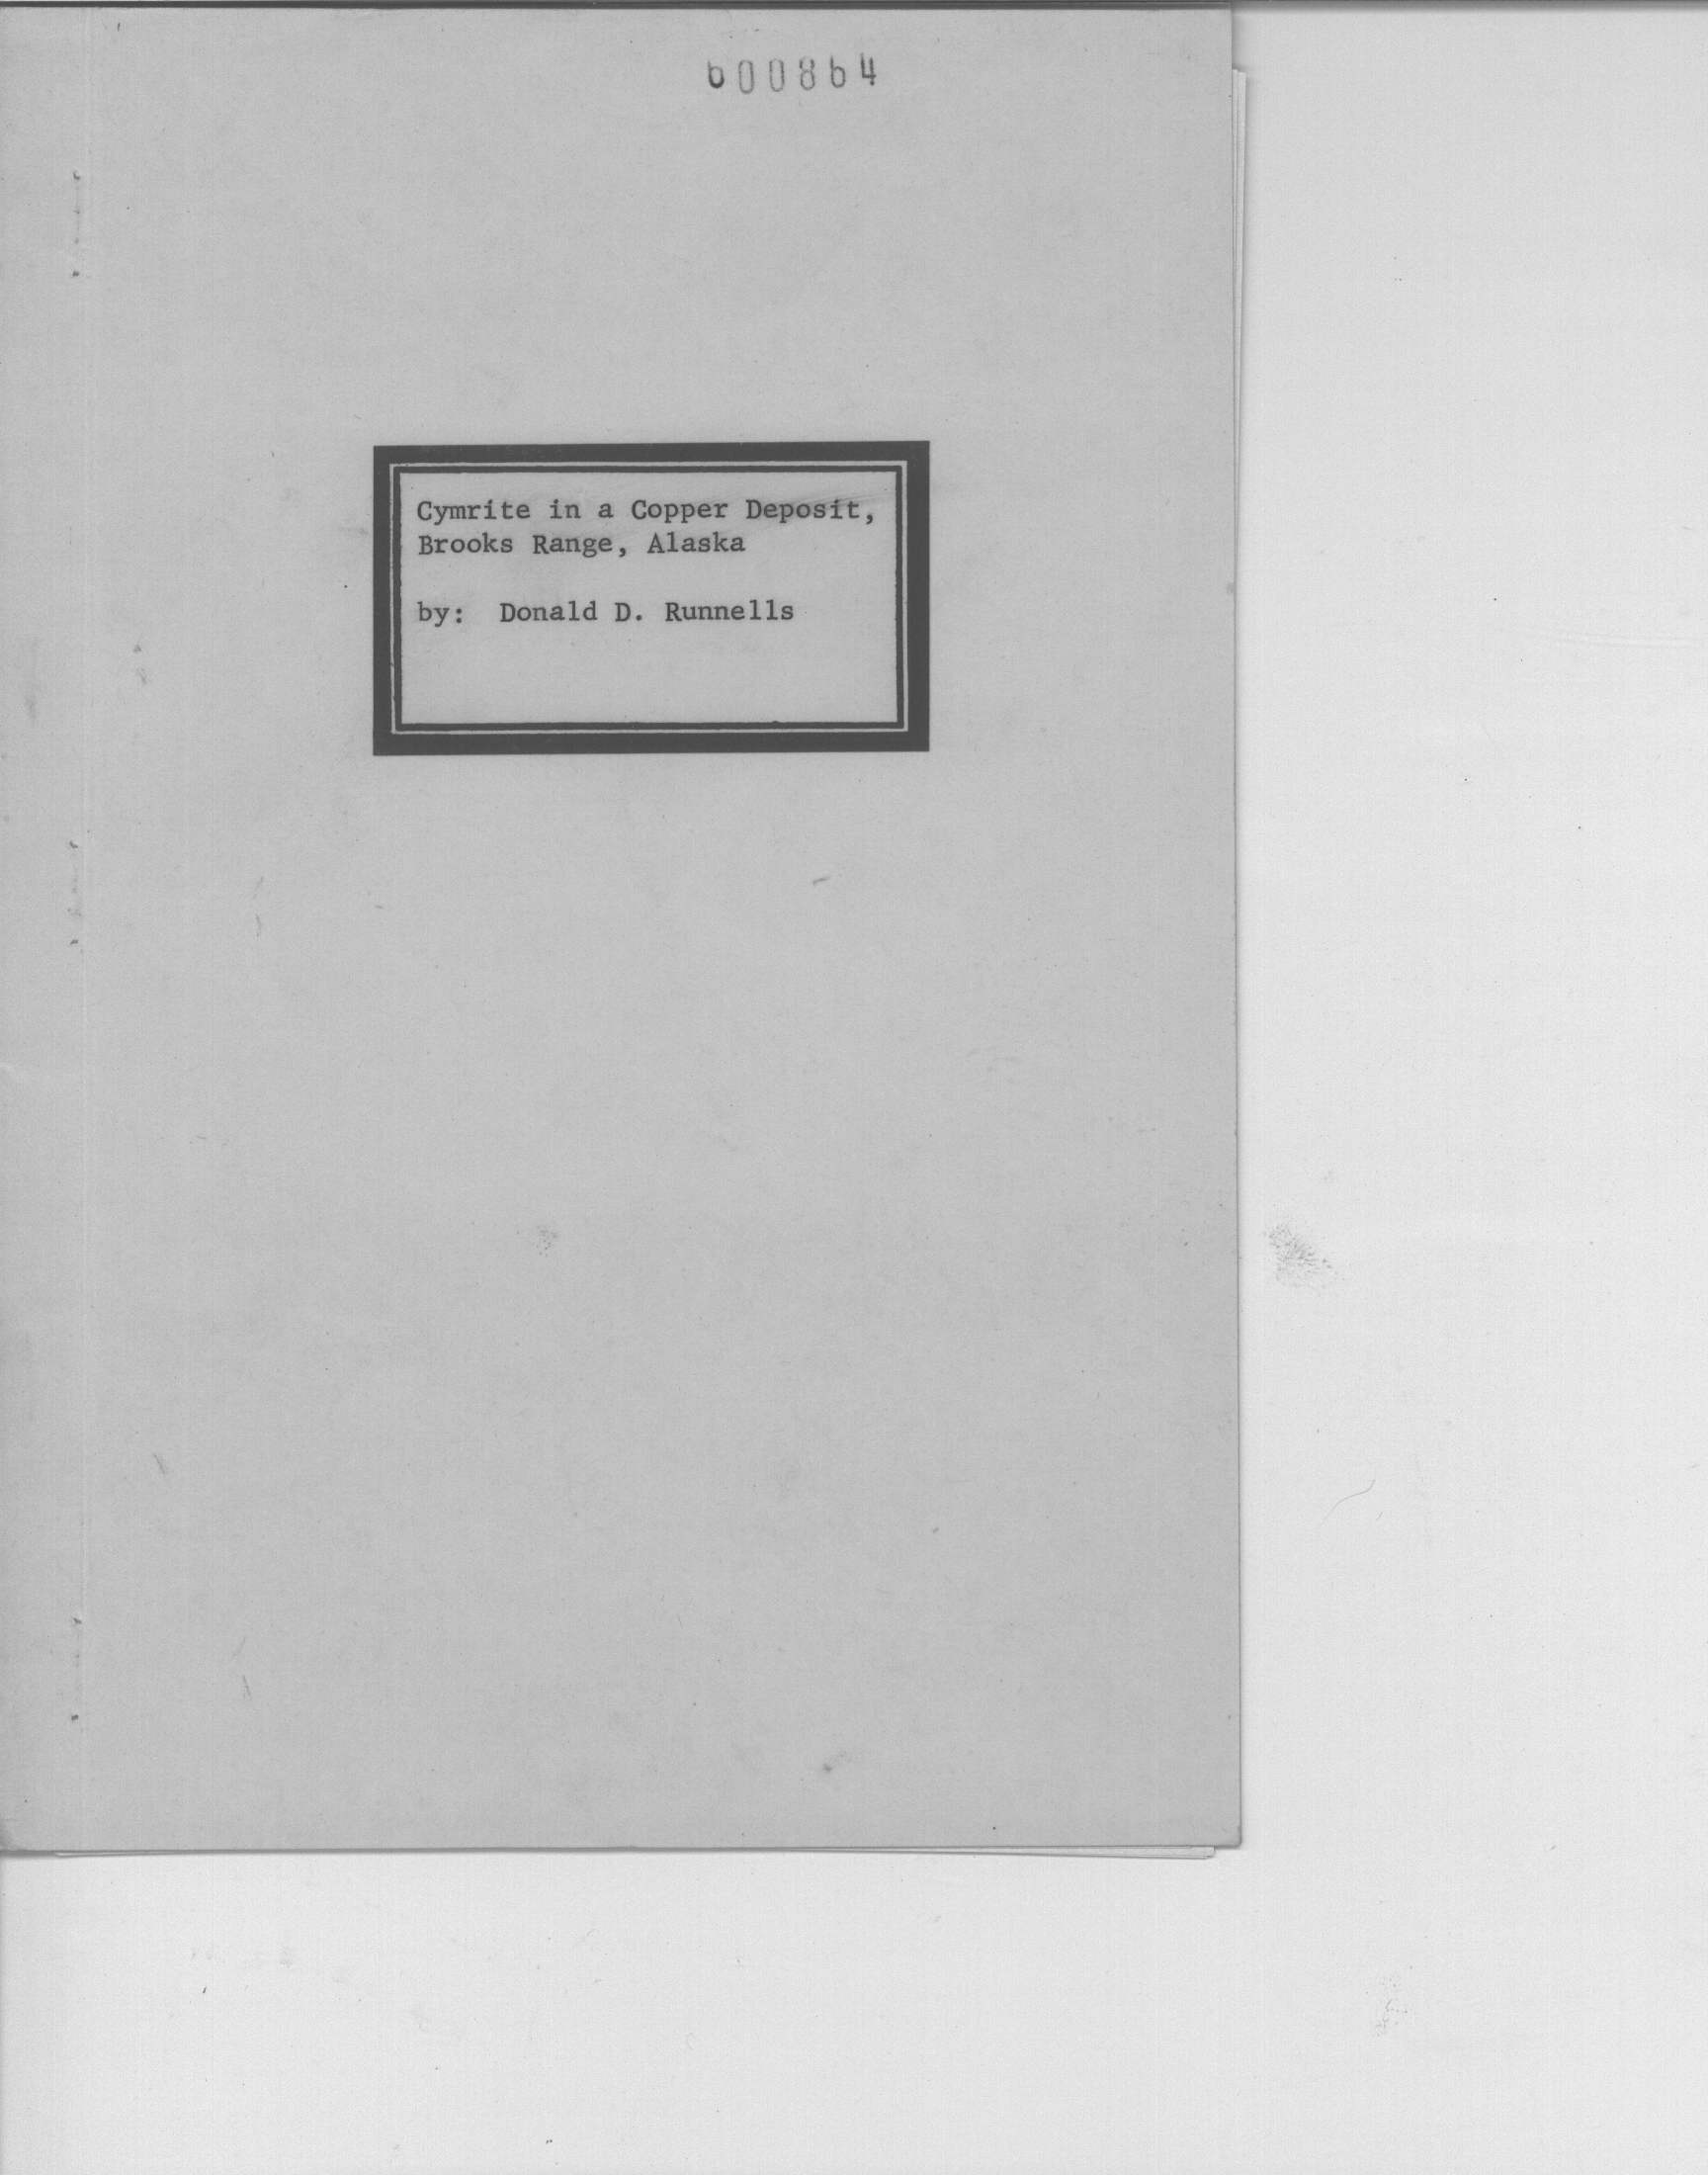 600864
Cymrite in a Copper Deposit,
Brooks Range, Alaska
by: Donald D. Runnells